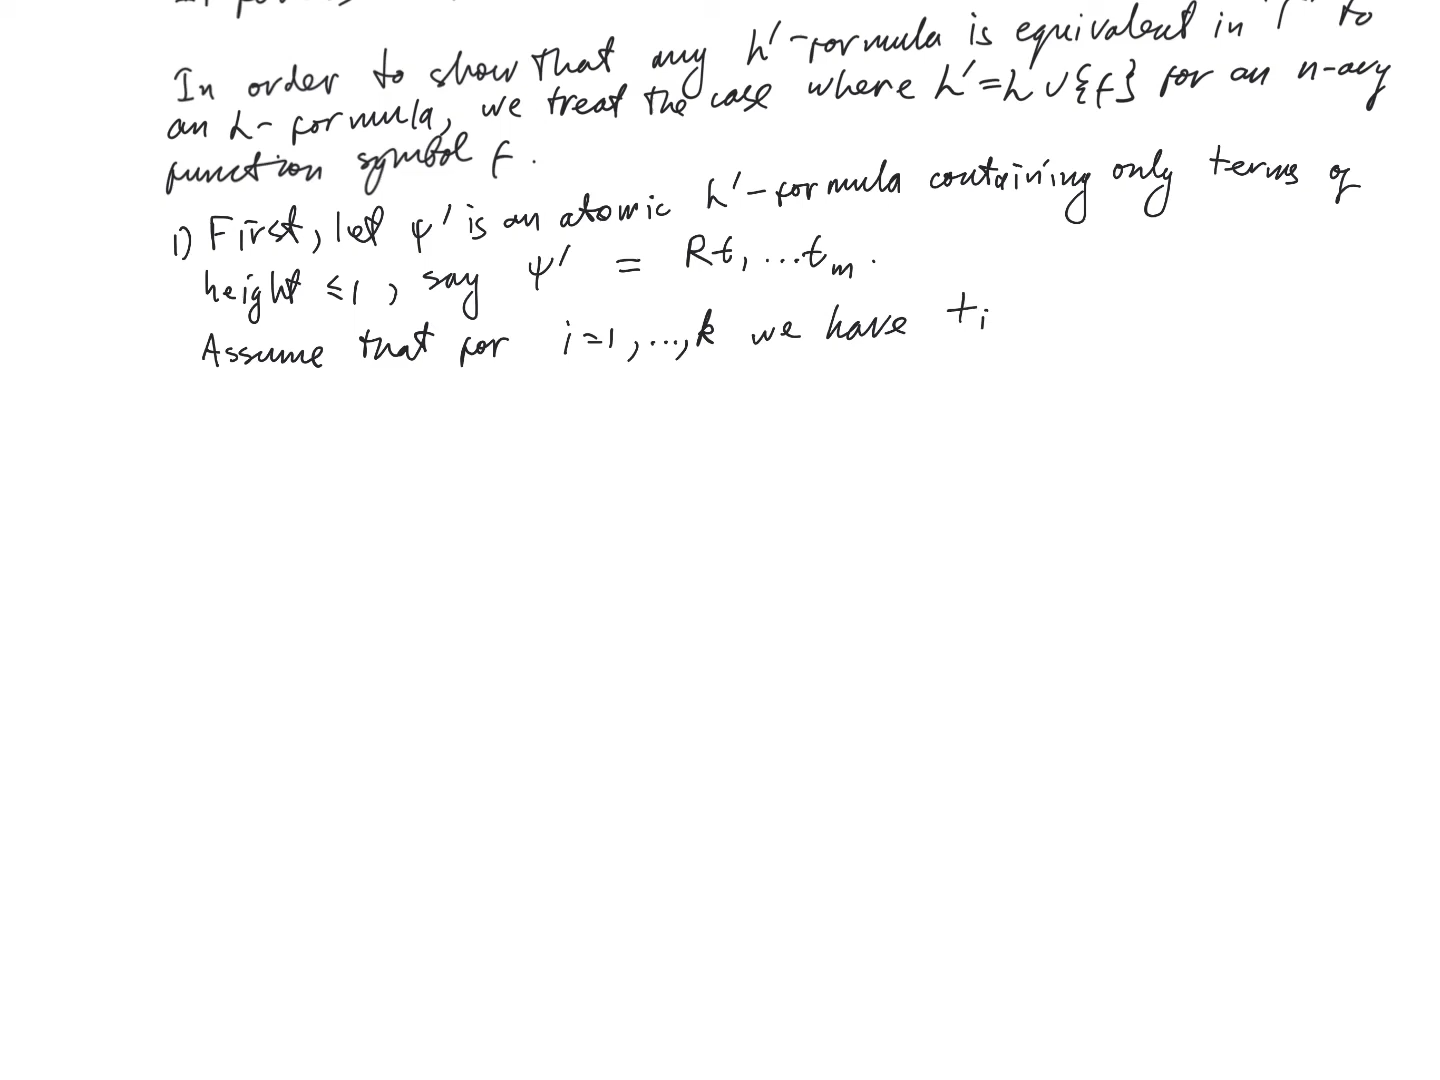 In order to show that any L'-formula is equivalent in T' to
an L-formula, we treat the case where L'=L∪{f} for an n-ary
function symbol f.
1) First, let ψ' is an atomic L'-formula containing only terms of
height ≤1, say ψ' = Rt₁...tₘ.
Assume that for i=1,...,k we have tᵢ